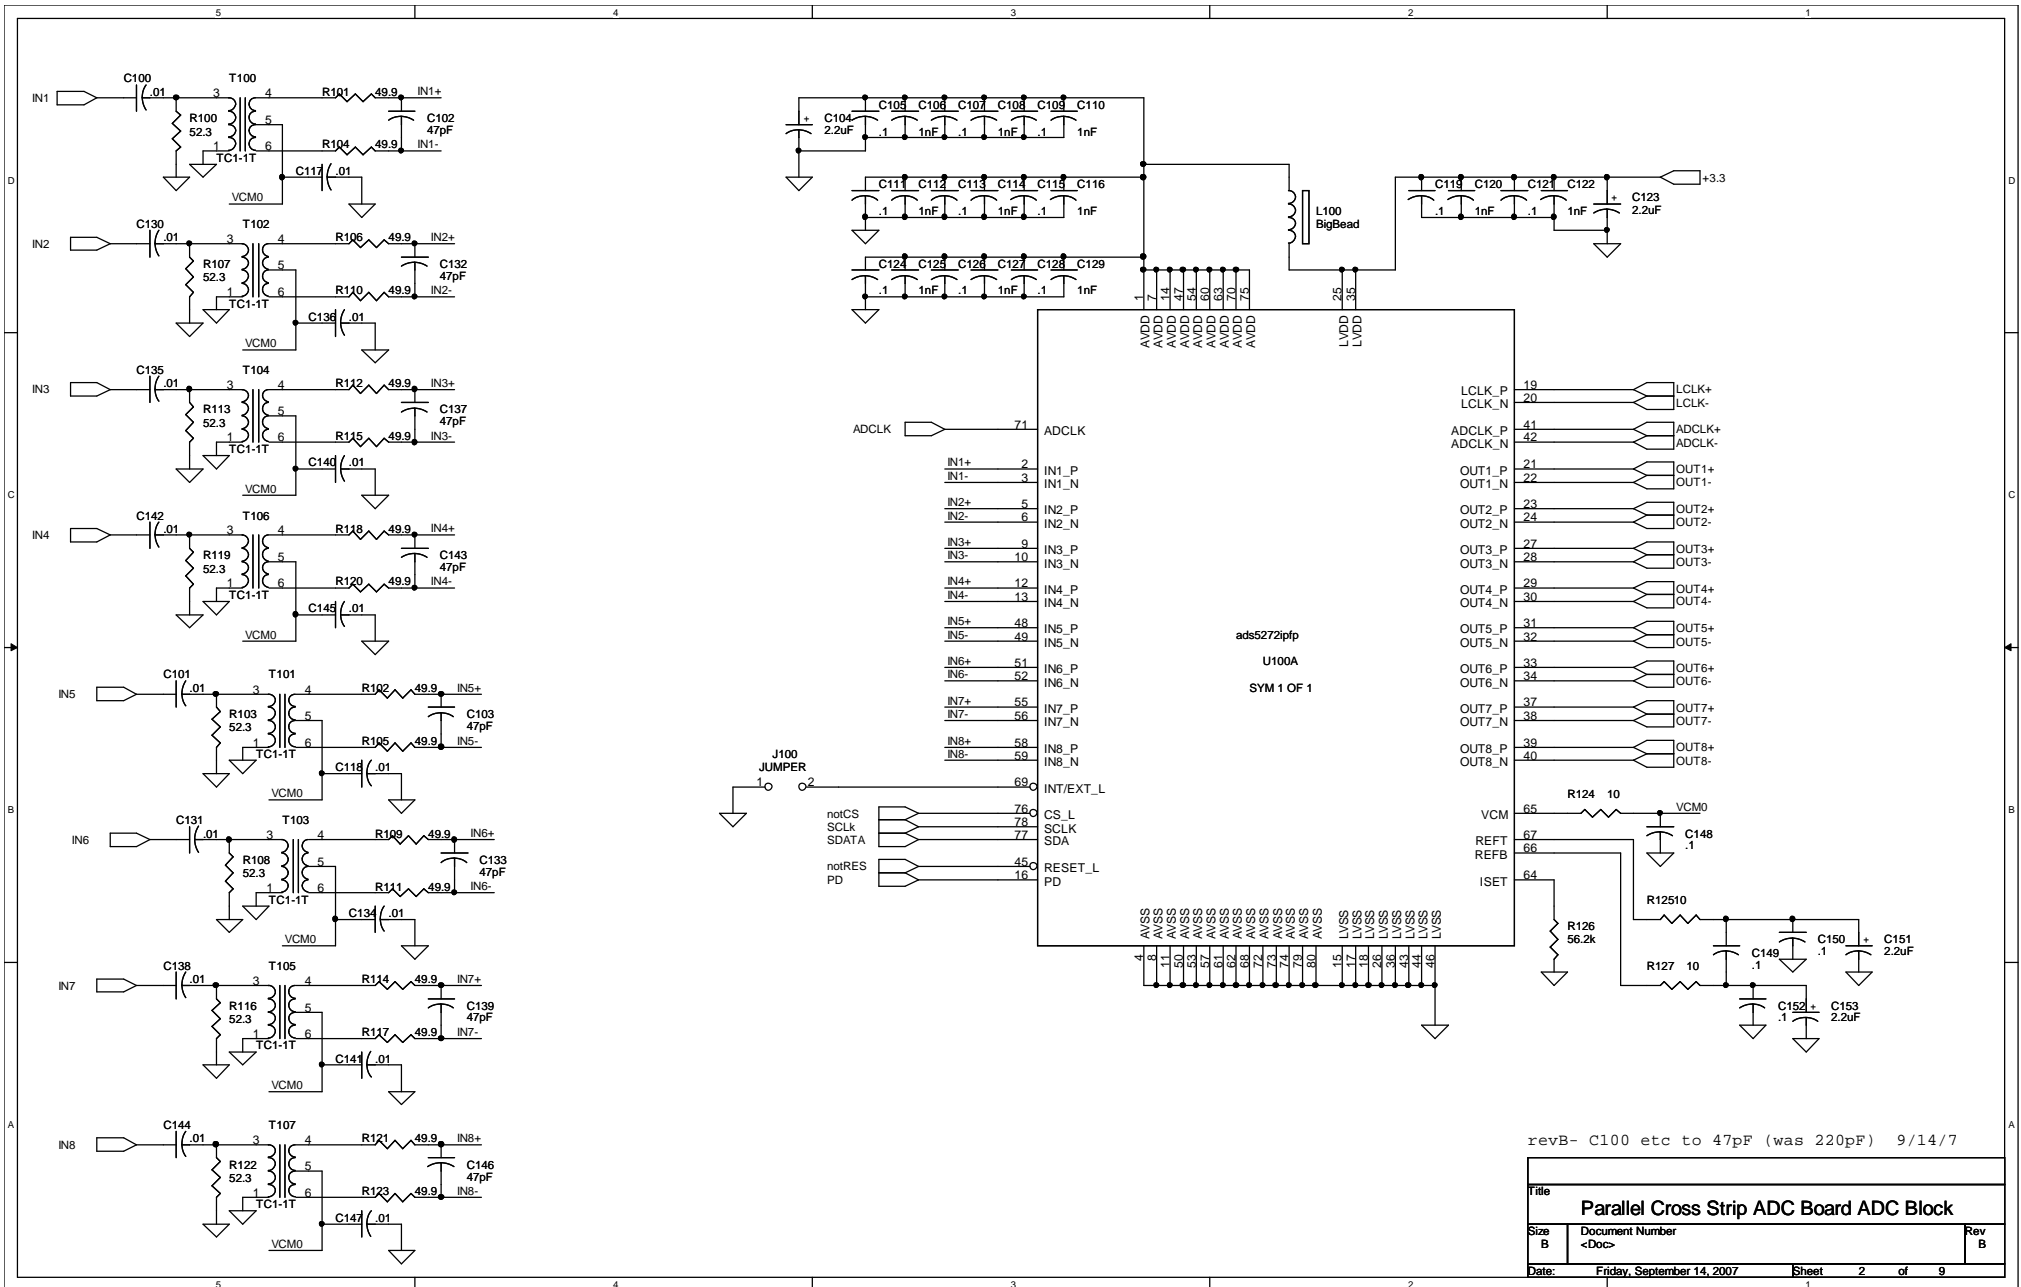 5 4 3 2 1
D
C
B
A
IN1
C100
.01
R100
52.3
T100
3 4
5
1 6
TC1-1T
R101 49.9 IN1+
C102
47pF
R104 49.9 IN1-
C117 .01
VCM0
IN2
C130
.01
R107
52.3
T102
3 4
5
1 6
TC1-1T
R106 49.9 IN2+
C132
47pF
R110 49.9 IN2-
C136 .01
VCM0
IN3
C135
.01
R113
52.3
T104
3 4
5
1 6
TC1-1T
R112 49.9 IN3+
C137
47pF
R115 49.9 IN3-
C140 .01
VCM0
IN4
C142
.01
R119
52.3
T106
3 4
5
1 6
TC1-1T
R118 49.9 IN4+
C143
47pF
R120 49.9 IN4-
C145 .01
VCM0
IN5
C101
.01
R103
52.3
T101
3 4
5
1 6
TC1-1T
R102 49.9 IN5+
C103
47pF
R105 49.9 IN5-
C118 .01
VCM0
IN6
C131
.01
R108
52.3
T103
3 4
5
1 6
TC1-1T
R109 49.9 IN6+
C133
47pF
R111 49.9 IN6-
C134 .01
VCM0
IN7
C138
.01
R116
52.3
T105
3 4
5
1 6
TC1-1T
R114 49.9 IN7+
C139
47pF
R117 49.9 IN7-
C141 .01
VCM0
IN8
C144
.01
R122
52.3
T107
3 4
5
1 6
TC1-1T
R121 49.9 IN8+
C146
47pF
R123 49.9 IN8-
C147 .01
VCM0
+ C104
2.2uF
C105 C106 C107 C108 C109 C110
.1 1nF .1 1nF .1 1nF
C111 C112 C113 C114 C115 C116
.1 1nF .1 1nF .1 1nF
C124 C125 C126 C127 C128 C129
.1 1nF .1 1nF .1 1nF
L100
BigBead
C119 C120 C121 C122
.1 1nF .1 1nF
+ C123
2.2uF
+3.3
1 7 14 47 54 60 63 70 75 25 35
AVDD AVDD AVDD AVDD AVDD AVDD AVDD AVDD AVDD LVDD LVDD
ADCLK 71 ADCLK
IN1+ 2 IN1_P
IN1- 3 IN1_N
IN2+ 5 IN2_P
IN2- 6 IN2_N
IN3+ 9 IN3_P
IN3- 10 IN3_N
IN4+ 12 IN4_P
IN4- 13 IN4_N
IN5+ 48 IN5_P
IN5- 49 IN5_N
IN6+ 51 IN6_P
IN6- 52 IN6_N
IN7+ 55 IN7_P
IN7- 56 IN7_N
IN8+ 58 IN8_P
IN8- 59 IN8_N
J100
JUMPER
1 2 69 INT/EXT_L
notCS 76 CS_L
SCLk 78 SCLK
SDATA 77 SDA
notRES 45 RESET_L
PD 16 PD
ads5272ipfp
U100A
SYM 1 OF 1
LCLK_P 19 LCLK+
LCLK_N 20 LCLK-
ADCLK_P 41 ADCLK+
ADCLK_N 42 ADCLK-
OUT1_P 21 OUT1+
OUT1_N 22 OUT1-
OUT2_P 23 OUT2+
OUT2_N 24 OUT2-
OUT3_P 27 OUT3+
OUT3_N 28 OUT3-
OUT4_P 29 OUT4+
OUT4_N 30 OUT4-
OUT5_P 31 OUT5+
OUT5_N 32 OUT5-
OUT6_P 33 OUT6+
OUT6_N 34 OUT6-
OUT7_P 37 OUT7+
OUT7_N 38 OUT7-
OUT8_P 39 OUT8+
OUT8_N 40 OUT8-
VCM 65 R124 10 VCM0
C148
.1
REFT 67
REFB 66
ISET 64
R126
56.2k
R125 10
R127 10
C149
.1
C150
.1
+ C151
2.2uF
C152
.1
+ C153
2.2uF
AVSS AVSS AVSS AVSS AVSS AVSS AVSS AVSS AVSS AVSS AVSS AVSS AVSS AVSS LVSS LVSS LVSS LVSS LVSS LVSS LVSS LVSS
4 8 11 50 53 57 61 62 68 72 73 74 79 80 15 17 18 26 36 43 44 46
revB- C100 etc to 47pF (was 220pF) 9/14/7
Title
Parallel Cross Strip ADC Board ADC Block
Size Document Number Rev
B <Doc> B
Date: Friday, September 14, 2007 Sheet 2 of 9
5 4 3 2 1
D
C
B
A